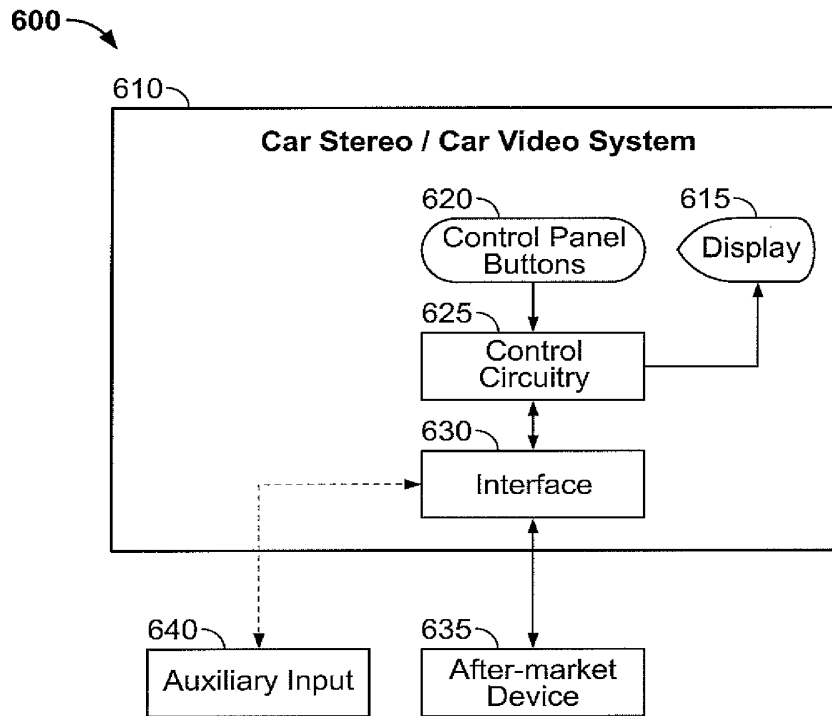 600
610
Car Stereo / Car Video System
620
615
Control Panel
Buttons
Display
625
Control
Circuitry
630
Interface
640
635
Auxiliary Input
After-market
Device